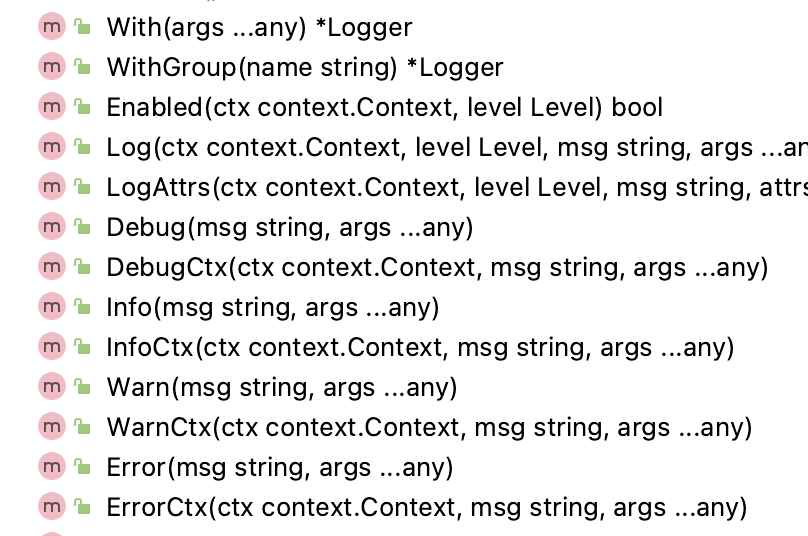 m With(args ...any) *Logger
m WithGroup(name string) *Logger
m Enabled(ctx context.Context, level Level) bool
m Log(ctx context.Context, level Level, msg string, args ...an
m LogAttrs(ctx context.Context, level Level, msg string, attrs
m Debug(msg string, args ...any)
m DebugCtx(ctx context.Context, msg string, args ...any)
m Info(msg string, args ...any)
m InfoCtx(ctx context.Context, msg string, args ...any)
m Warn(msg string, args ...any)
m WarnCtx(ctx context.Context, msg string, args ...any)
m Error(msg string, args ...any)
m ErrorCtx(ctx context.Context, msg string, args ...any)